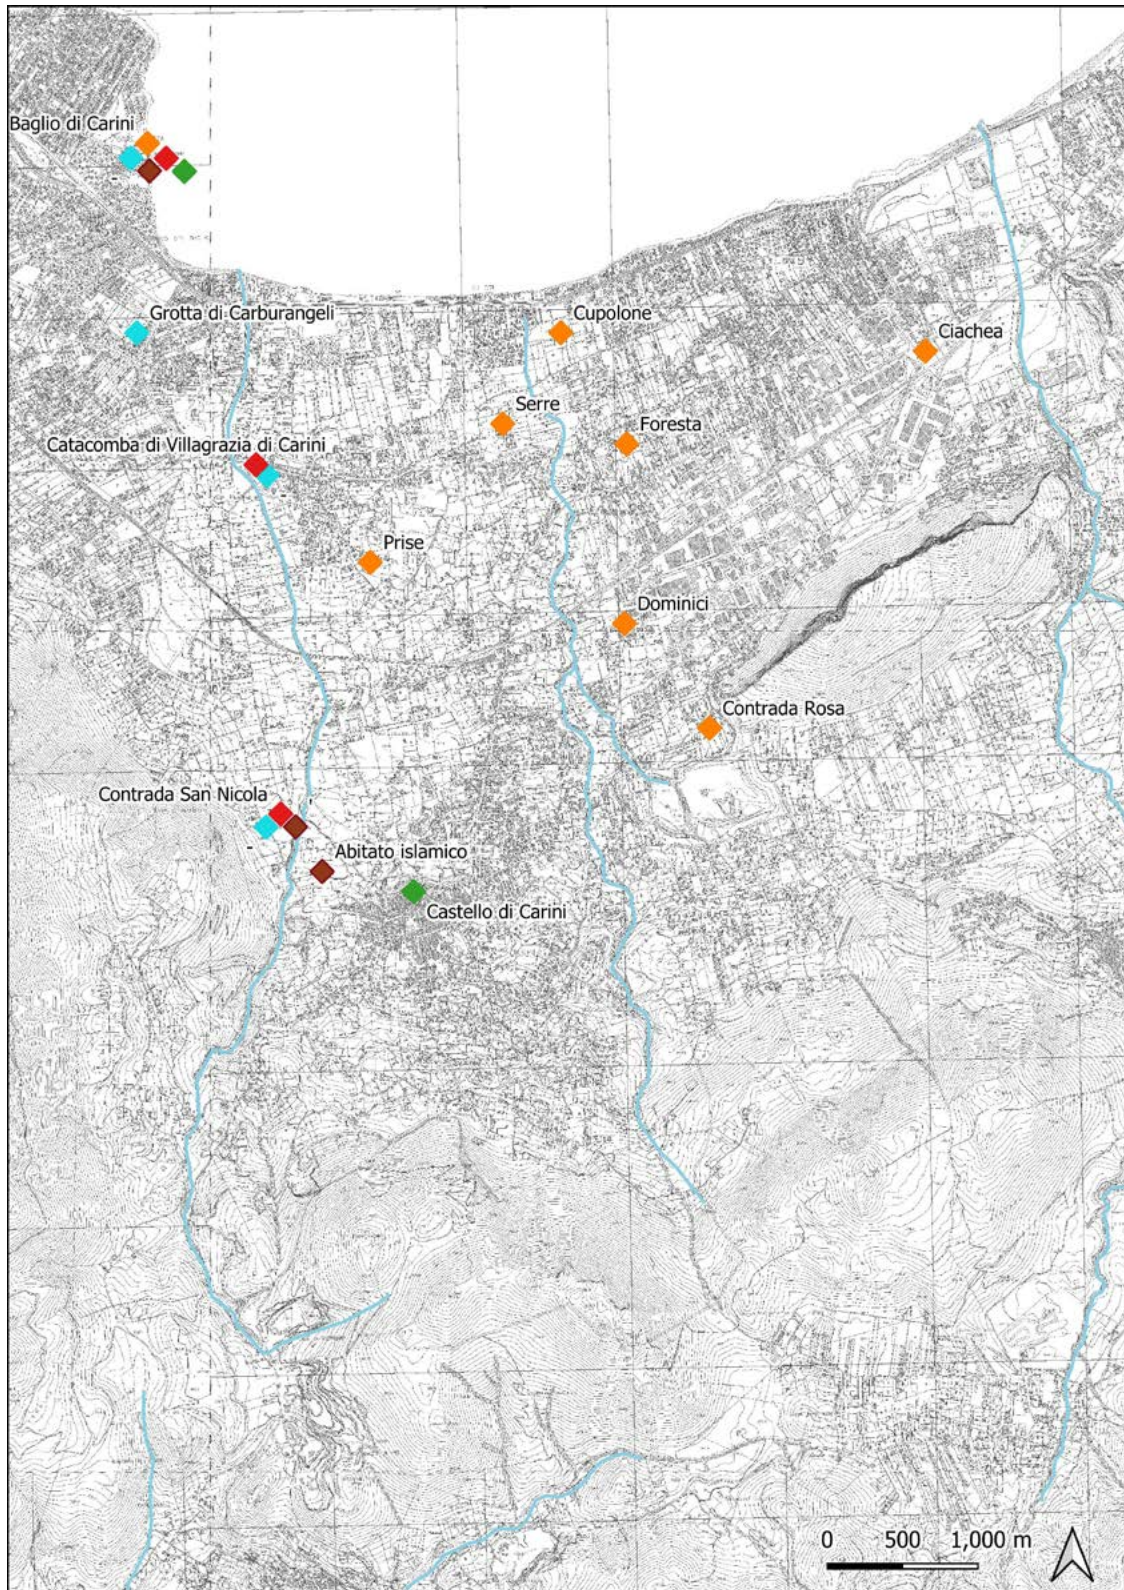 Baglio di Carini
Grotta di Carburangeli
Cupolone
Ciachea
Serre
Foresta
Catacomba di Villagrazia di Carini
Prise
Dominici
Contrada Rosa
Contrada San Nicola
Abitato islamico
Castello di Carini
0 500 1,000 m